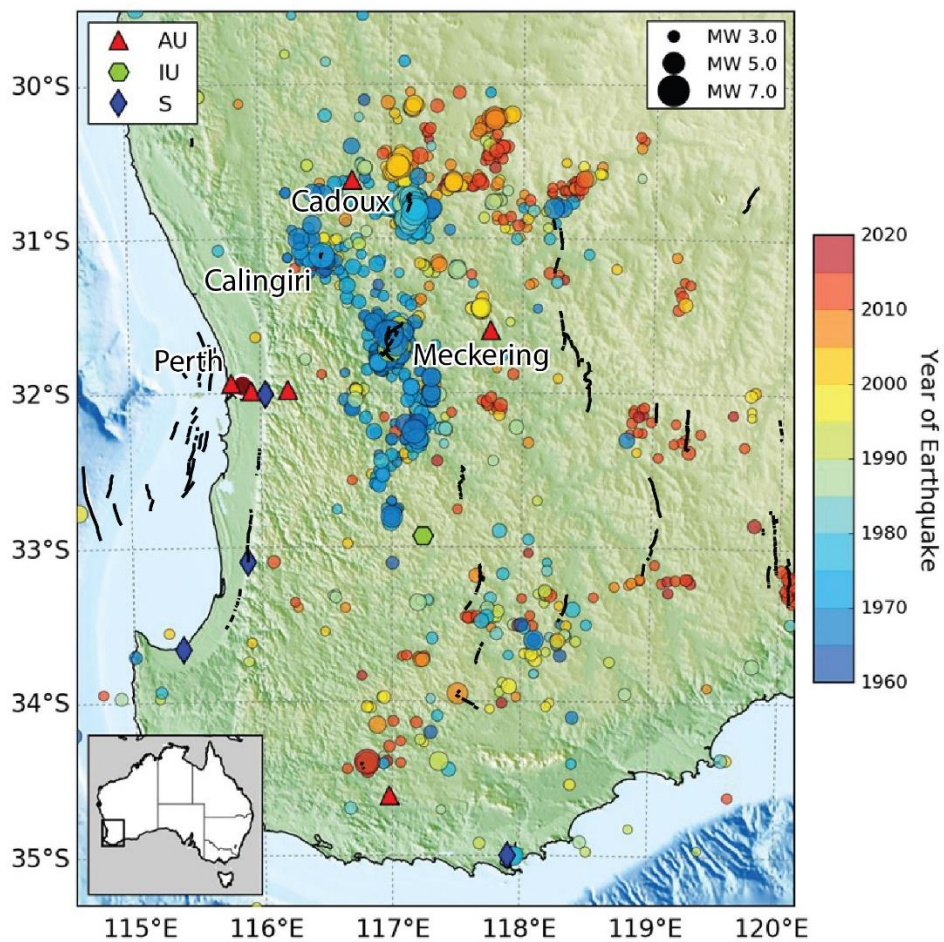 AU
IU
S
MW 3.0
MW 5.0
MW 7.0
30°S
31°S
32°S
33°S
34°S
35°S
Cadoux
Calingiri
Perth
Meckering
2020
2010
2000
1990
1980
1970
1960
Year of Earthquake
115°E
116°E
117°E
118°E
119°E
120°E